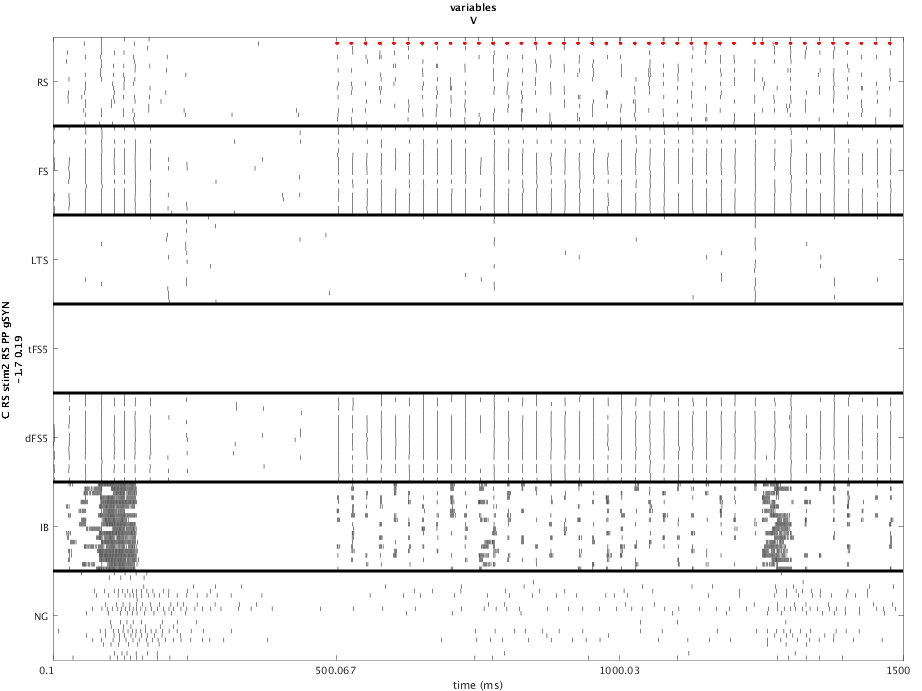 variables
V
RS
FS
LTS
tFS5
dFS5
IB
NG
C RS stim2 RS PP gSYN
-1.7 0.19
0.1
500.067
1000.03
1500
time (ms)